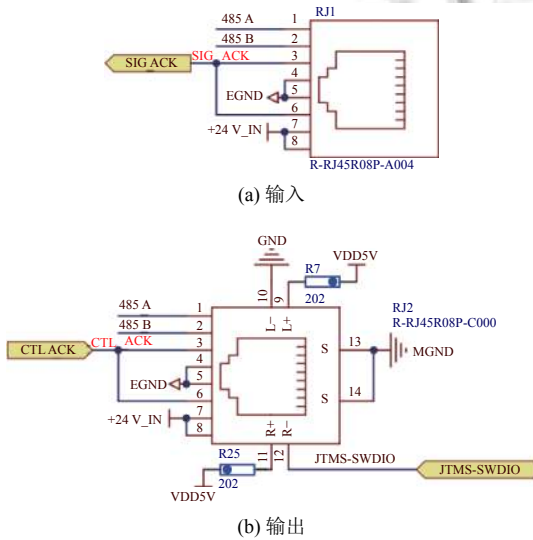 RJ1
485 A
1
485 B
2
SIG ACK
SIG_ACK
3
4
EGND
5
6
+24 V_IN
7
8
R-RJ45R08P-A004
(a) 输入
GND
VDD5V
R7
202
10
9
L−
L+
RJ2
R-RJ45R08P-C000
485 A
1
485 B
2
CTL ACK
CTL_ACK
3
4
EGND
5
6
+24 V_IN
7
8
S
13
MGND
S
14
R+
R−
11
12
R25
202
VDD5V
JTMS-SWDIO
JTMS-SWDIO
(b) 输出